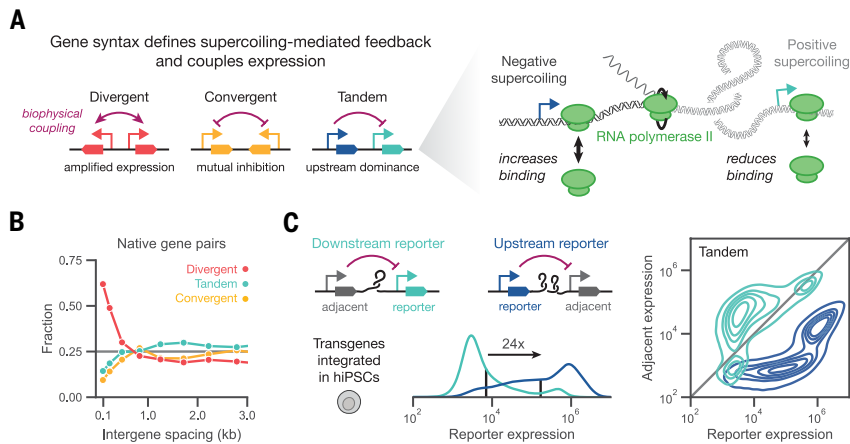 A
Gene syntax defines supercoiling-mediated feedback
and couples expression
biophysical
coupling
Divergent
Convergent
Tandem
amplified expression
mutual inhibition
upstream dominance
Negative
supercoiling
Positive
supercoiling
RNA polymerase II
increases
binding
reduces
binding
B
Native gene pairs
Fraction
0.75
0.50
0.25
0.00
Divergent
Tandem
Convergent
0.1
1.0
2.0
3.0
Intergene spacing (kb)
C
Downstream reporter
Upstream reporter
adjacent
reporter
reporter
adjacent
Transgenes
integrated
in hiPSCs
24x
10²
10⁴
10⁶
Reporter expression
Tandem
Adjacent expression
10⁶
10⁴
10²
10²
10⁴
10⁶
Reporter expression